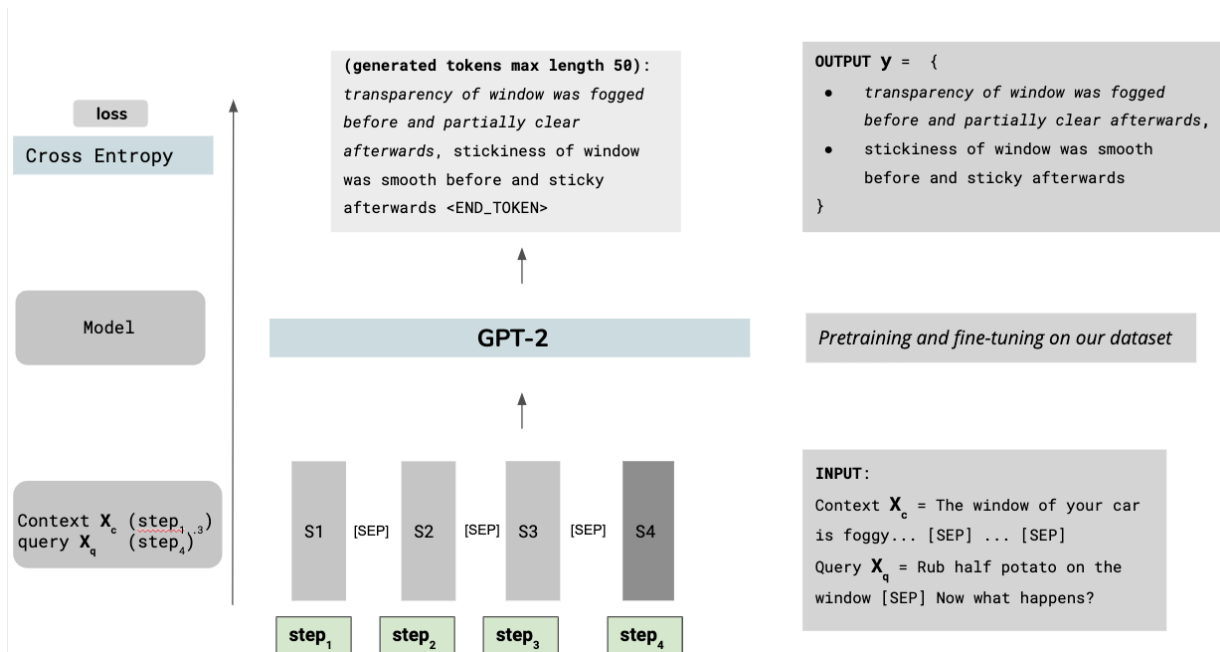 loss
Cross Entropy
Model
Context Xc (step1..3)
query Xq (step4)
(generated tokens max length 50):
transparency of window was fogged
before and partially clear
afterwards, stickiness of window
was smooth before and sticky
afterwards <END_TOKEN>
GPT-2
S1 [SEP] S2 [SEP] S3 [SEP] S4
step1 step2 step3 step4
OUTPUT y = {
• transparency of window was fogged
before and partially clear afterwards,
• stickiness of window was smooth
before and sticky afterwards
}
Pretraining and fine-tuning on our dataset
INPUT:
Context Xc = The window of your car
is foggy... [SEP] ... [SEP]
Query Xq = Rub half potato on the
window [SEP] Now what happens?